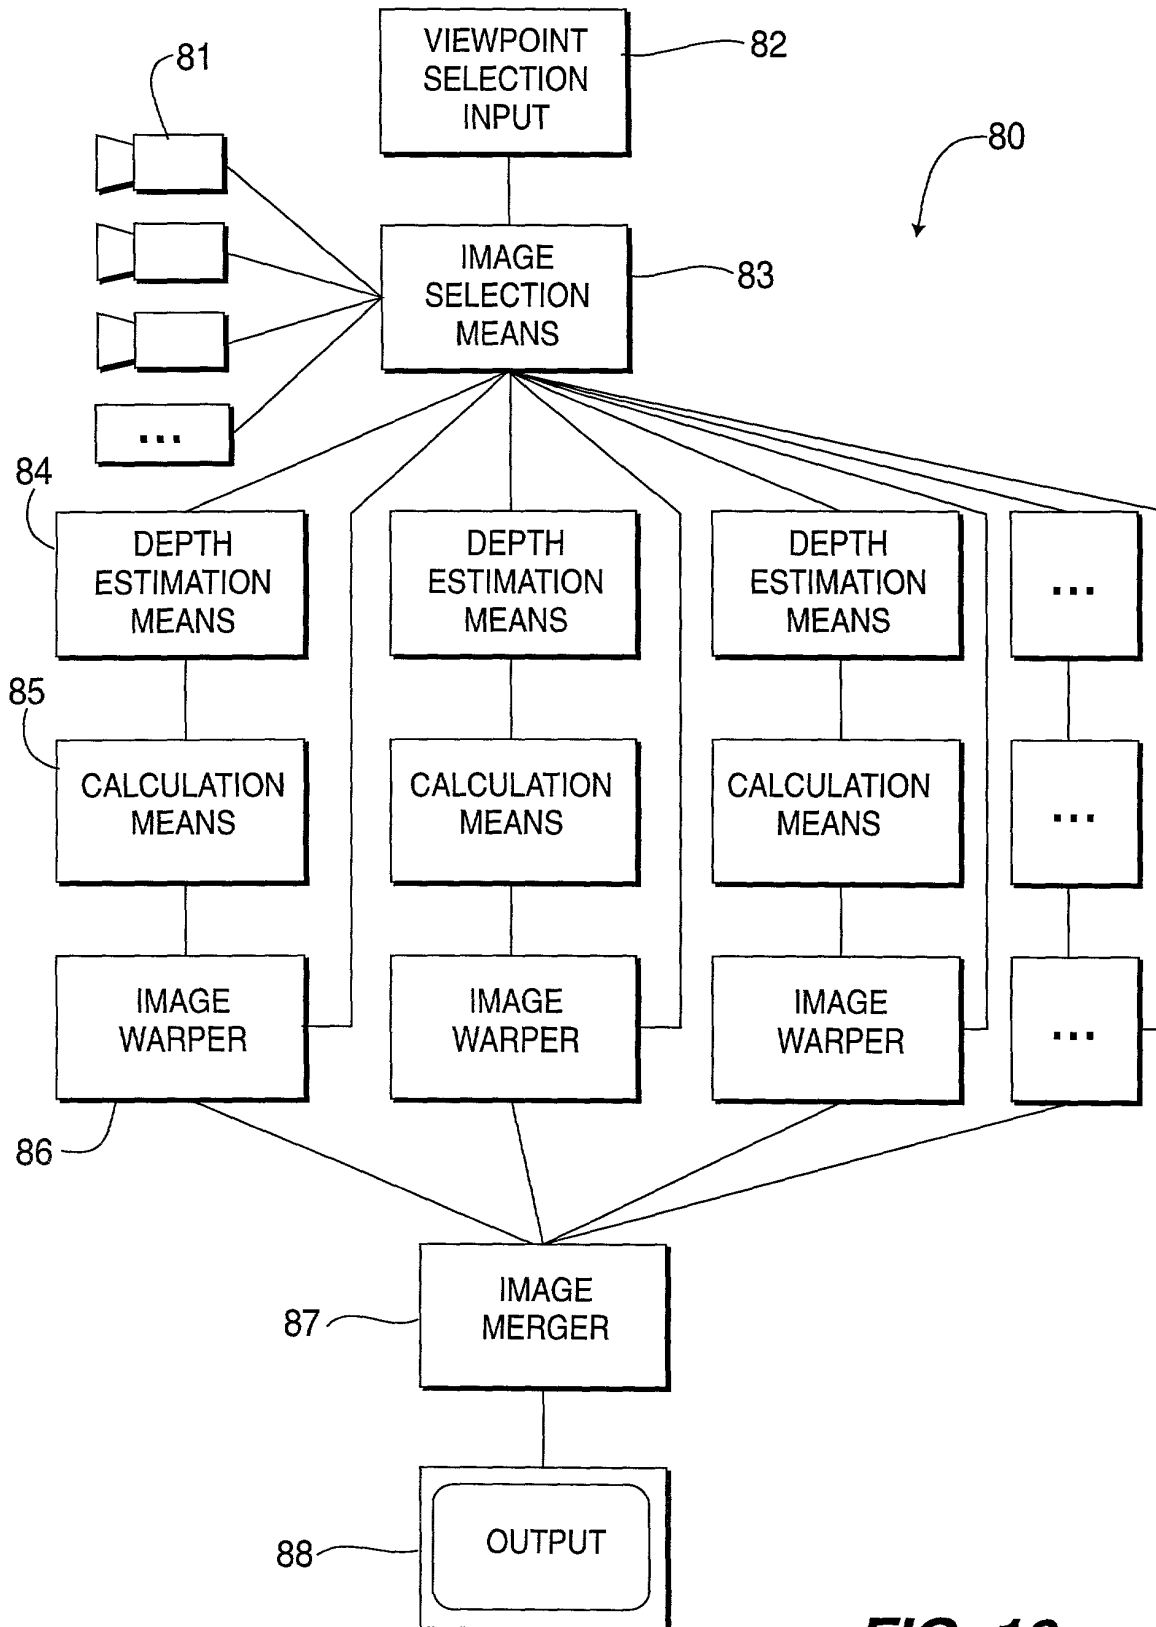 VIEWPOINT
SELECTION
INPUT
82
81
80
IMAGE
SELECTION
MEANS
83
...
84
DEPTH
ESTIMATION
MEANS
DEPTH
ESTIMATION
MEANS
DEPTH
ESTIMATION
MEANS
...
85
CALCULATION
MEANS
CALCULATION
MEANS
CALCULATION
MEANS
...
IMAGE
WARPER
IMAGE
WARPER
IMAGE
WARPER
...
86
IMAGE
MERGER
87
OUTPUT
88
FIG.